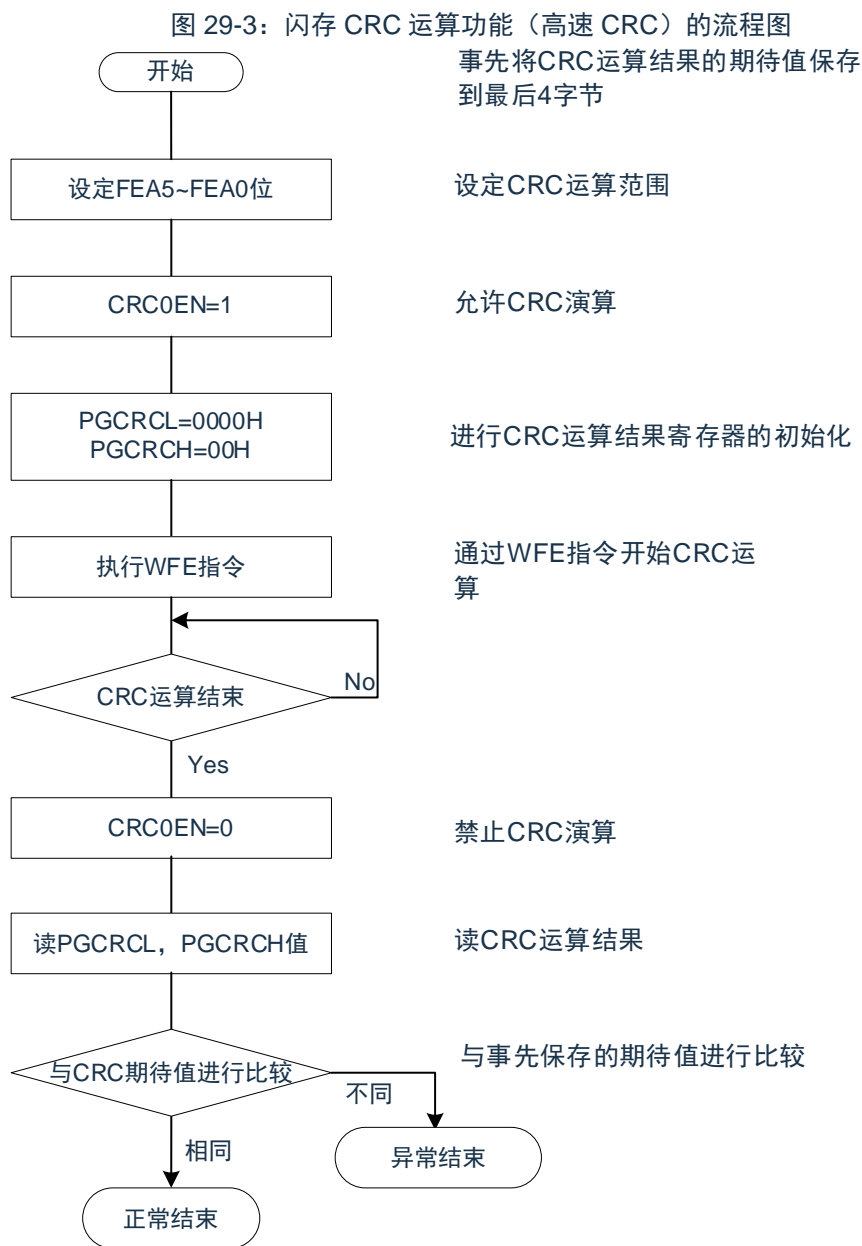 图 29-3：闪存 CRC 运算功能（高速 CRC）的流程图
开始
事先将CRC运算结果的期待值保存
到最后4字节
设定FEA5~FEA0位
设定CRC运算范围
CRC0EN=1
允许CRC演算
PGCRCL=0000H
PGCRCH=00H
进行CRC运算结果寄存器的初始化
执行WFE指令
通过WFE指令开始CRC运
算
CRC运算结束
No
Yes
CRC0EN=0
禁止CRC演算
读PGCRCL，PGCRCH值
读CRC运算结果
与CRC期待值进行比较
与事先保存的期待值进行比较
不同
相同
异常结束
正常结束